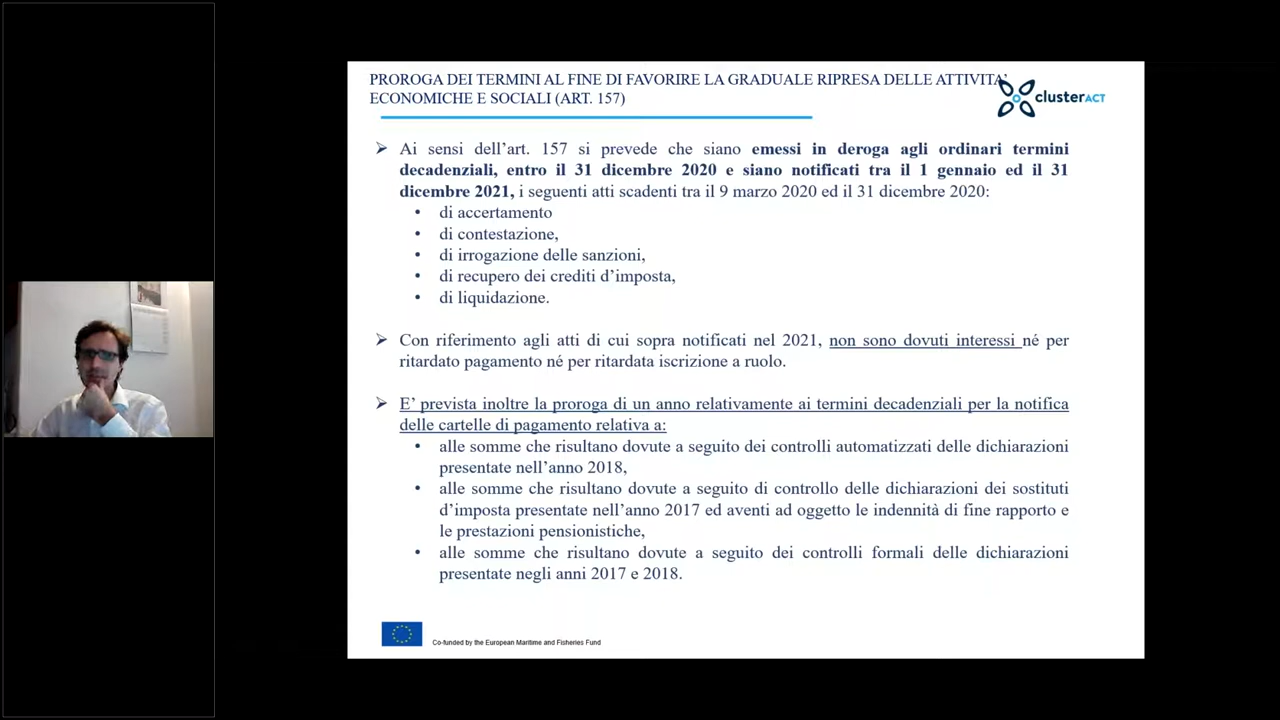 PROROGA DEI TERMINI AL FINE DI FAVORIRE LA GRADUALE RIPRESA DELLE ATTIVITA'
ECONOMICHE E SOCIALI (ART. 157)
clusterACT
➢ Ai sensi dell'art. 157 si prevede che siano emessi in deroga agli ordinari termini
decadenziali, entro il 31 dicembre 2020 e siano notificati tra il 1 gennaio ed il 31
dicembre 2021, i seguenti atti scadenti tra il 9 marzo 2020 ed il 31 dicembre 2020:
• di accertamento
• di contestazione,
• di irrogazione delle sanzioni,
• di recupero dei crediti d'imposta,
• di liquidazione.
➢ Con riferimento agli atti di cui sopra notificati nel 2021, non sono dovuti interessi né per
ritardato pagamento né per ritardata iscrizione a ruolo.
➢ E' prevista inoltre la proroga di un anno relativamente ai termini decadenziali per la notifica
delle cartelle di pagamento relativa a:
• alle somme che risultano dovute a seguito dei controlli automatizzati delle dichiarazioni
presentate nell'anno 2018,
• alle somme che risultano dovute a seguito di controllo delle dichiarazioni dei sostituti
d'imposta presentate nell'anno 2017 ed aventi ad oggetto le indennità di fine rapporto e
le prestazioni pensionistiche,
• alle somme che risultano dovute a seguito dei controlli formali delle dichiarazioni
presentate negli anni 2017 e 2018.
Co-funded by the European Maritime and Fisheries Fund